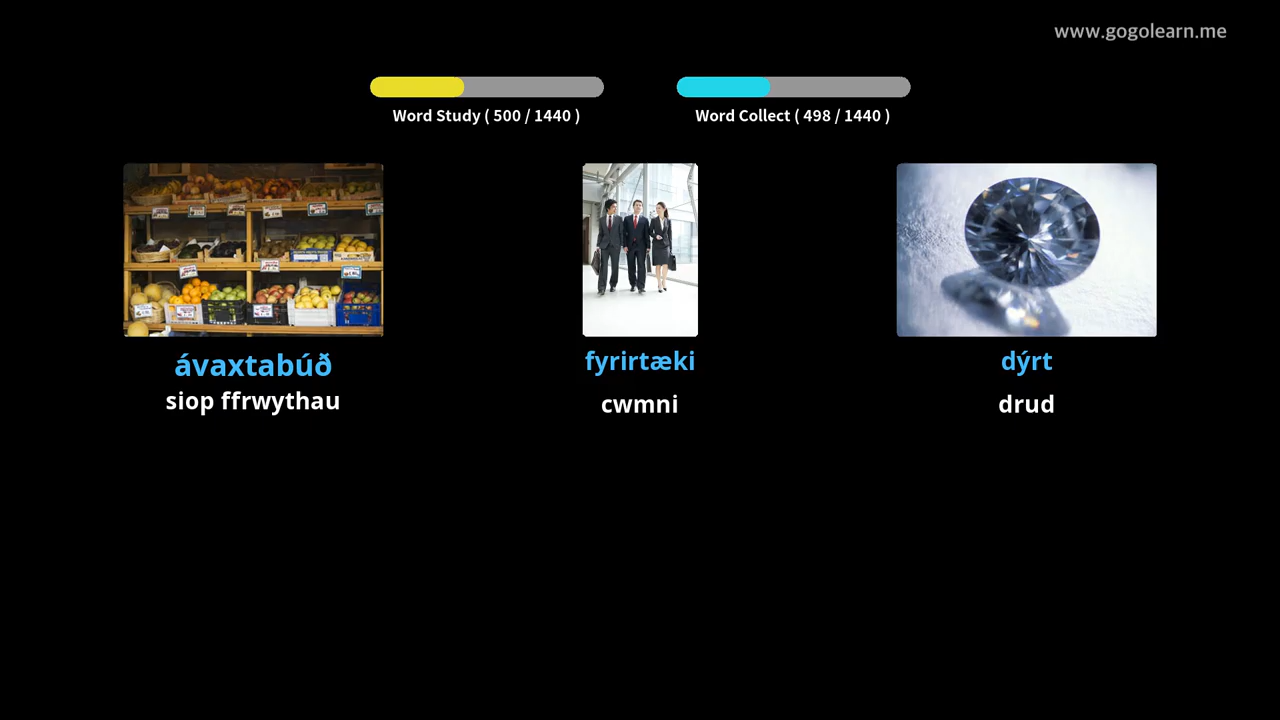 www.gogolearn.me
Word Study ( 500 / 1440 )
Word Collect ( 498 / 1440 )
ávaxtabúð
siop ffrwythau
fyrirtæki
cwmni
dýrt
drud